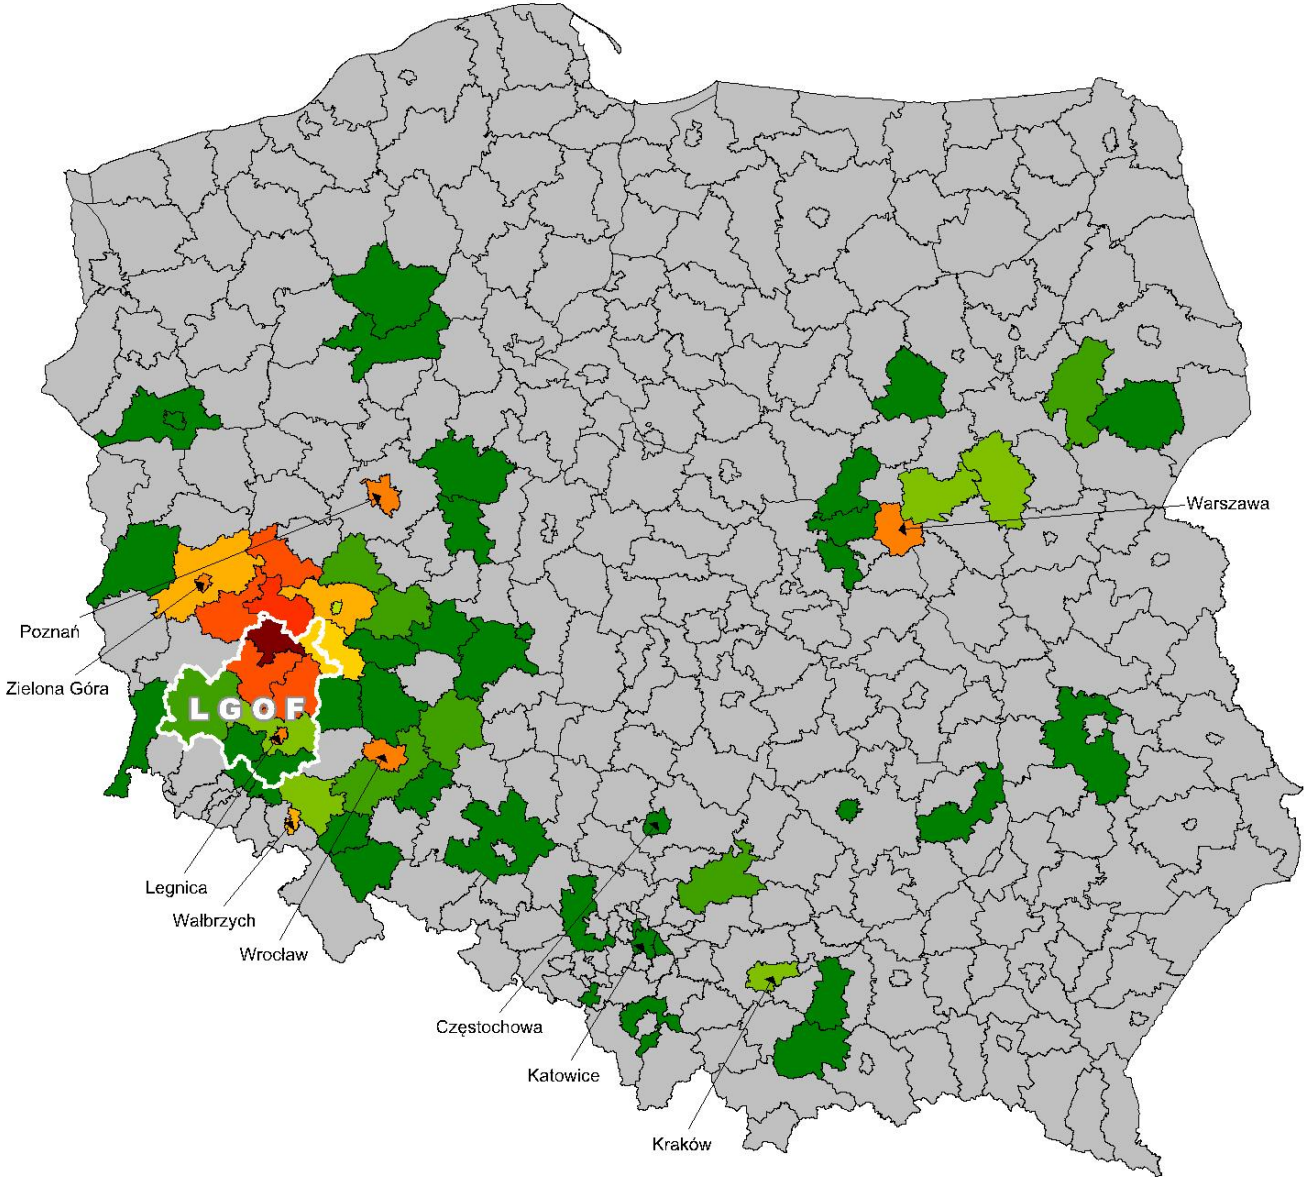 Warszawa
Poznań
Zielona Góra
LGOF
Legnica
Wałbrzych
Wrocław
Częstochowa
Katowice
Kraków